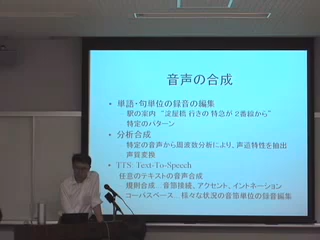 音声の合成
• 単語・句単位の録音の編集
– 駅の案内 “淀屋橋 行きの 特急が 2番線から”
特定のパターン
• 分析合成
特定の音声から周波数分析により、声道特性を抽出
声質変換
• TTS: Text-To-Speech
任意のテキストの音声合成
規則合成…音節接続、アクセント、イントネーション
コーパスベース… 様々な状況の音節単位の録音編集